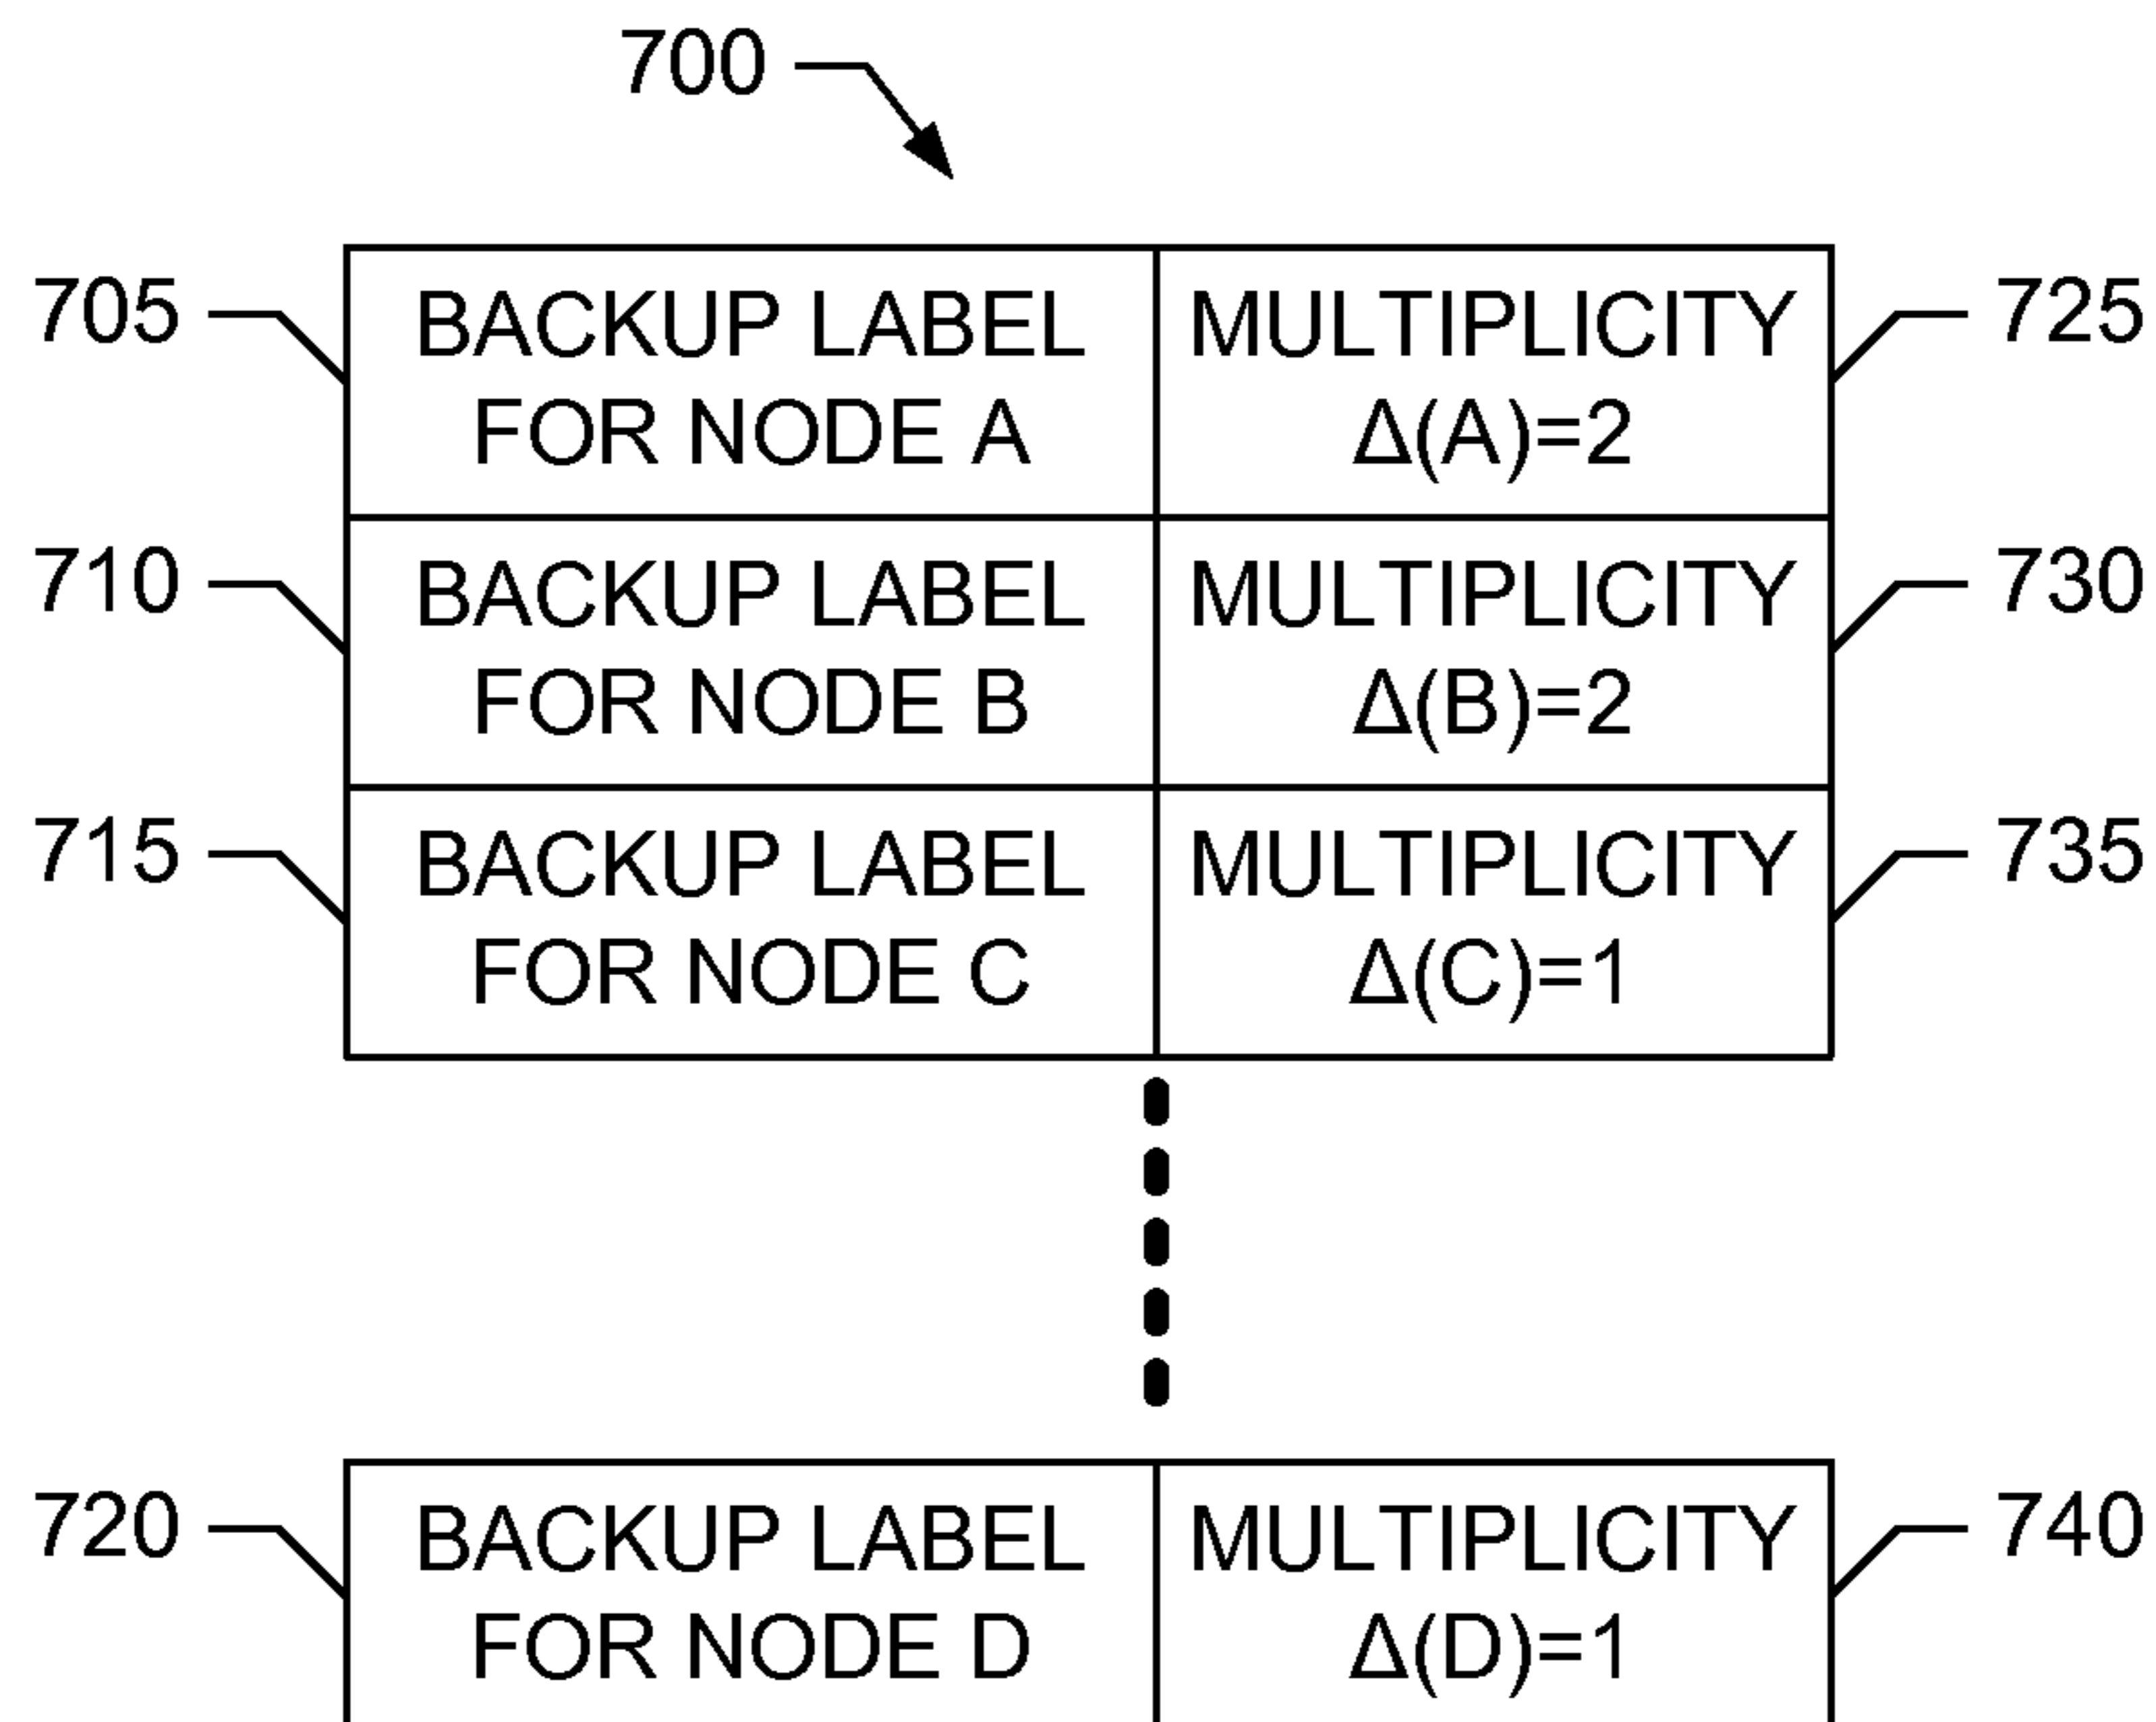 700
705
BACKUP LABEL
FOR NODE A
MULTIPLICITY
Δ(A)=2
725
710
BACKUP LABEL
FOR NODE B
MULTIPLICITY
Δ(B)=2
730
715
BACKUP LABEL
FOR NODE C
MULTIPLICITY
Δ(C)=1
735
720
BACKUP LABEL
FOR NODE D
MULTIPLICITY
Δ(D)=1
740